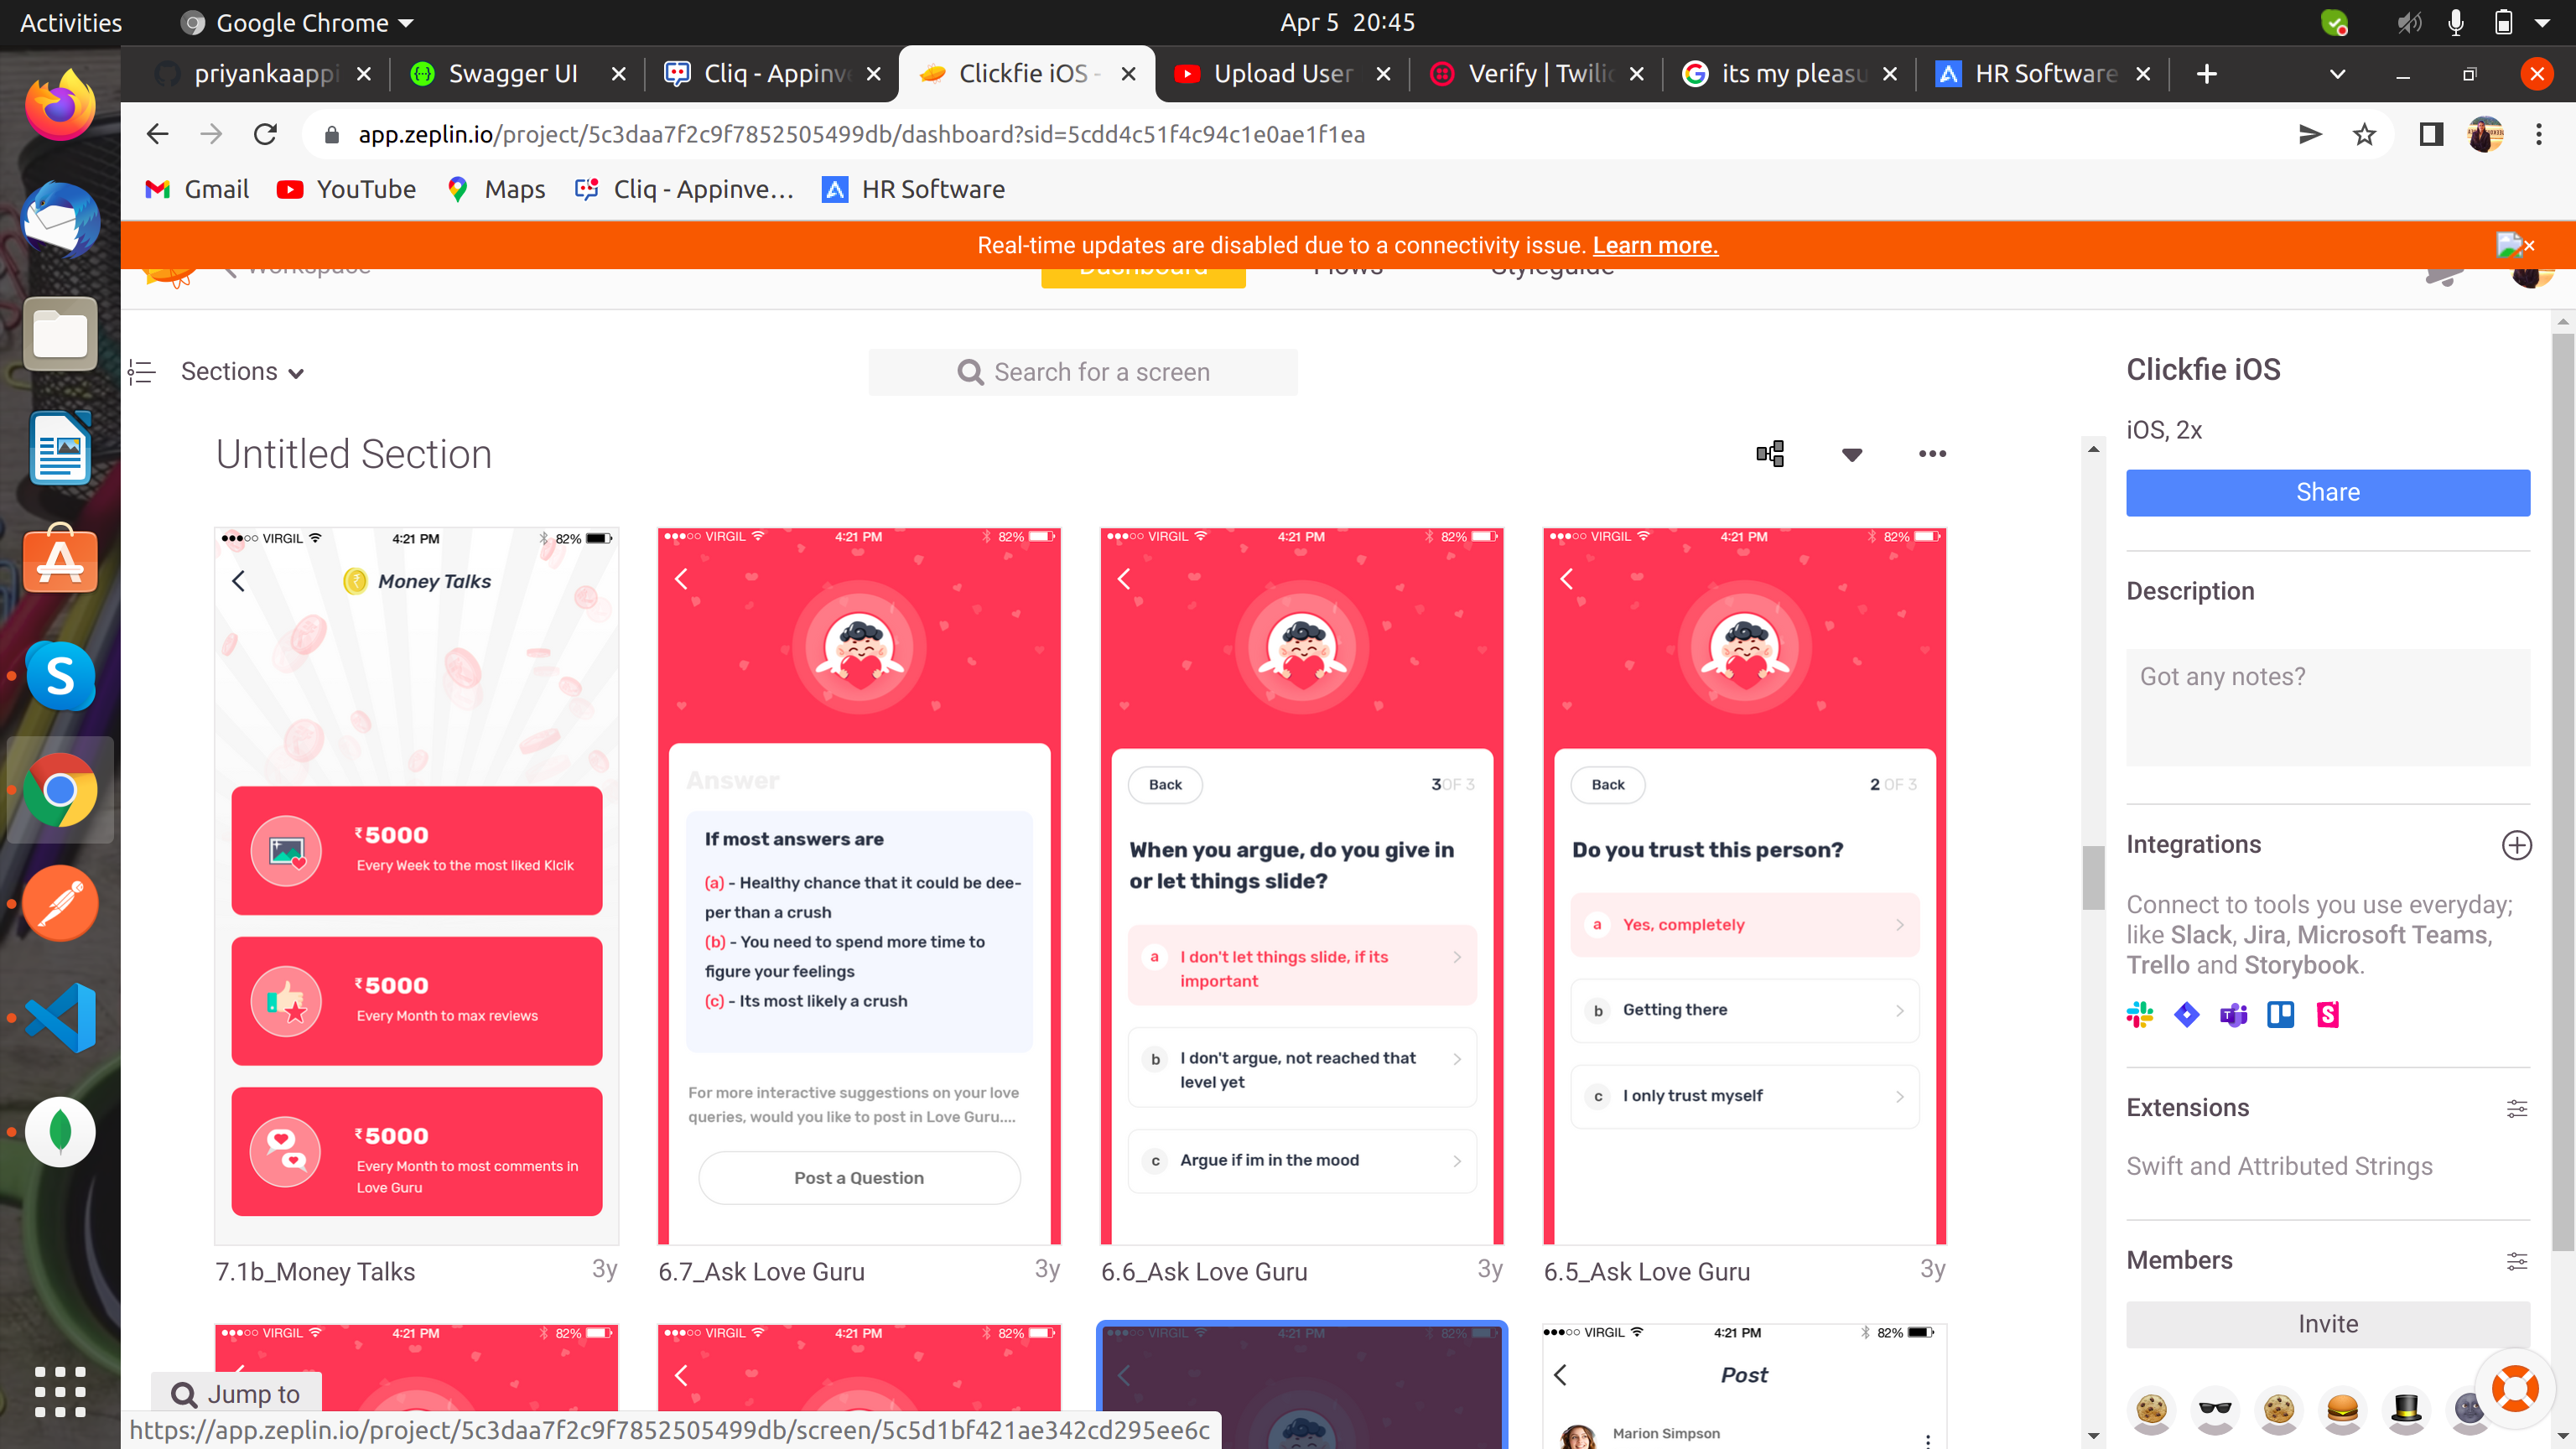 Activities
Google Chrome
Apr 5 20:45
priyankaappi
Swagger UI
Cliq - Appinve
Clickfie iOS -
Upload User
Verify | Twilio
its my pleasu
HR Software
app.zeplin.io/project/5c3daa7f2c9f7852505499db/dashboard?sid=5cdd4c51f4c94c1e0ae1f1ea
Gmail
YouTube
Maps
Cliq - Appinve...
HR Software
Real-time updates are disabled due to a connectivity issue. Learn more.
Workspace
Dashboard
Flows
Styleguide
Sections
Search for a screen
Untitled Section
VIRGIL 4:21 PM 82%
Money Talks
₹5000
Every Week to the most liked Klcik
₹5000
Every Month to max reviews
₹5000
Every Month to most comments In
Love Guru
7.1b_Money Talks 3y
VIRGIL 4:21 PM 82%
Answer
If most answers are
(a) - Healthy chance that it could be dee-
per than a crush
(b) - You need to spend more time to
figure your feelings
(c) - Its most likely a crush
For more interactive suggestions on your love
queries, would you like to post in Love Guru....
Post a Question
6.7_Ask Love Guru 3y
VIRGIL 4:21 PM 82%
Back 3OF 3
When you argue, do you give in
or let things slide?
a I don't let things slide, if its
important
b I don't argue, not reached that
level yet
c Argue if im in the mood
6.6_Ask Love Guru 3y
VIRGIL 4:21 PM 82%
Back 2 OF 3
Do you trust this person?
a Yes, completely
b Getting there
c I only trust myself
6.5_Ask Love Guru 3y
VIRGIL 4:21 PM 82%
VIRGIL 4:21 PM 82%
VIRGIL 4:21 PM 82%
VIRGIL 4:21 PM 82%
Post
Marion Simpson
Jump to
https://app.zeplin.io/project/5c3daa7f2c9f7852505499db/screen/5c5d1bf421ae342cd295ee6c
Clickfie iOS
iOS, 2x
Share
Description
Got any notes?
Integrations
Connect to tools you use everyday;
like Slack, Jira, Microsoft Teams,
Trello and Storybook.
Extensions
Swift and Attributed Strings
Members
Invite